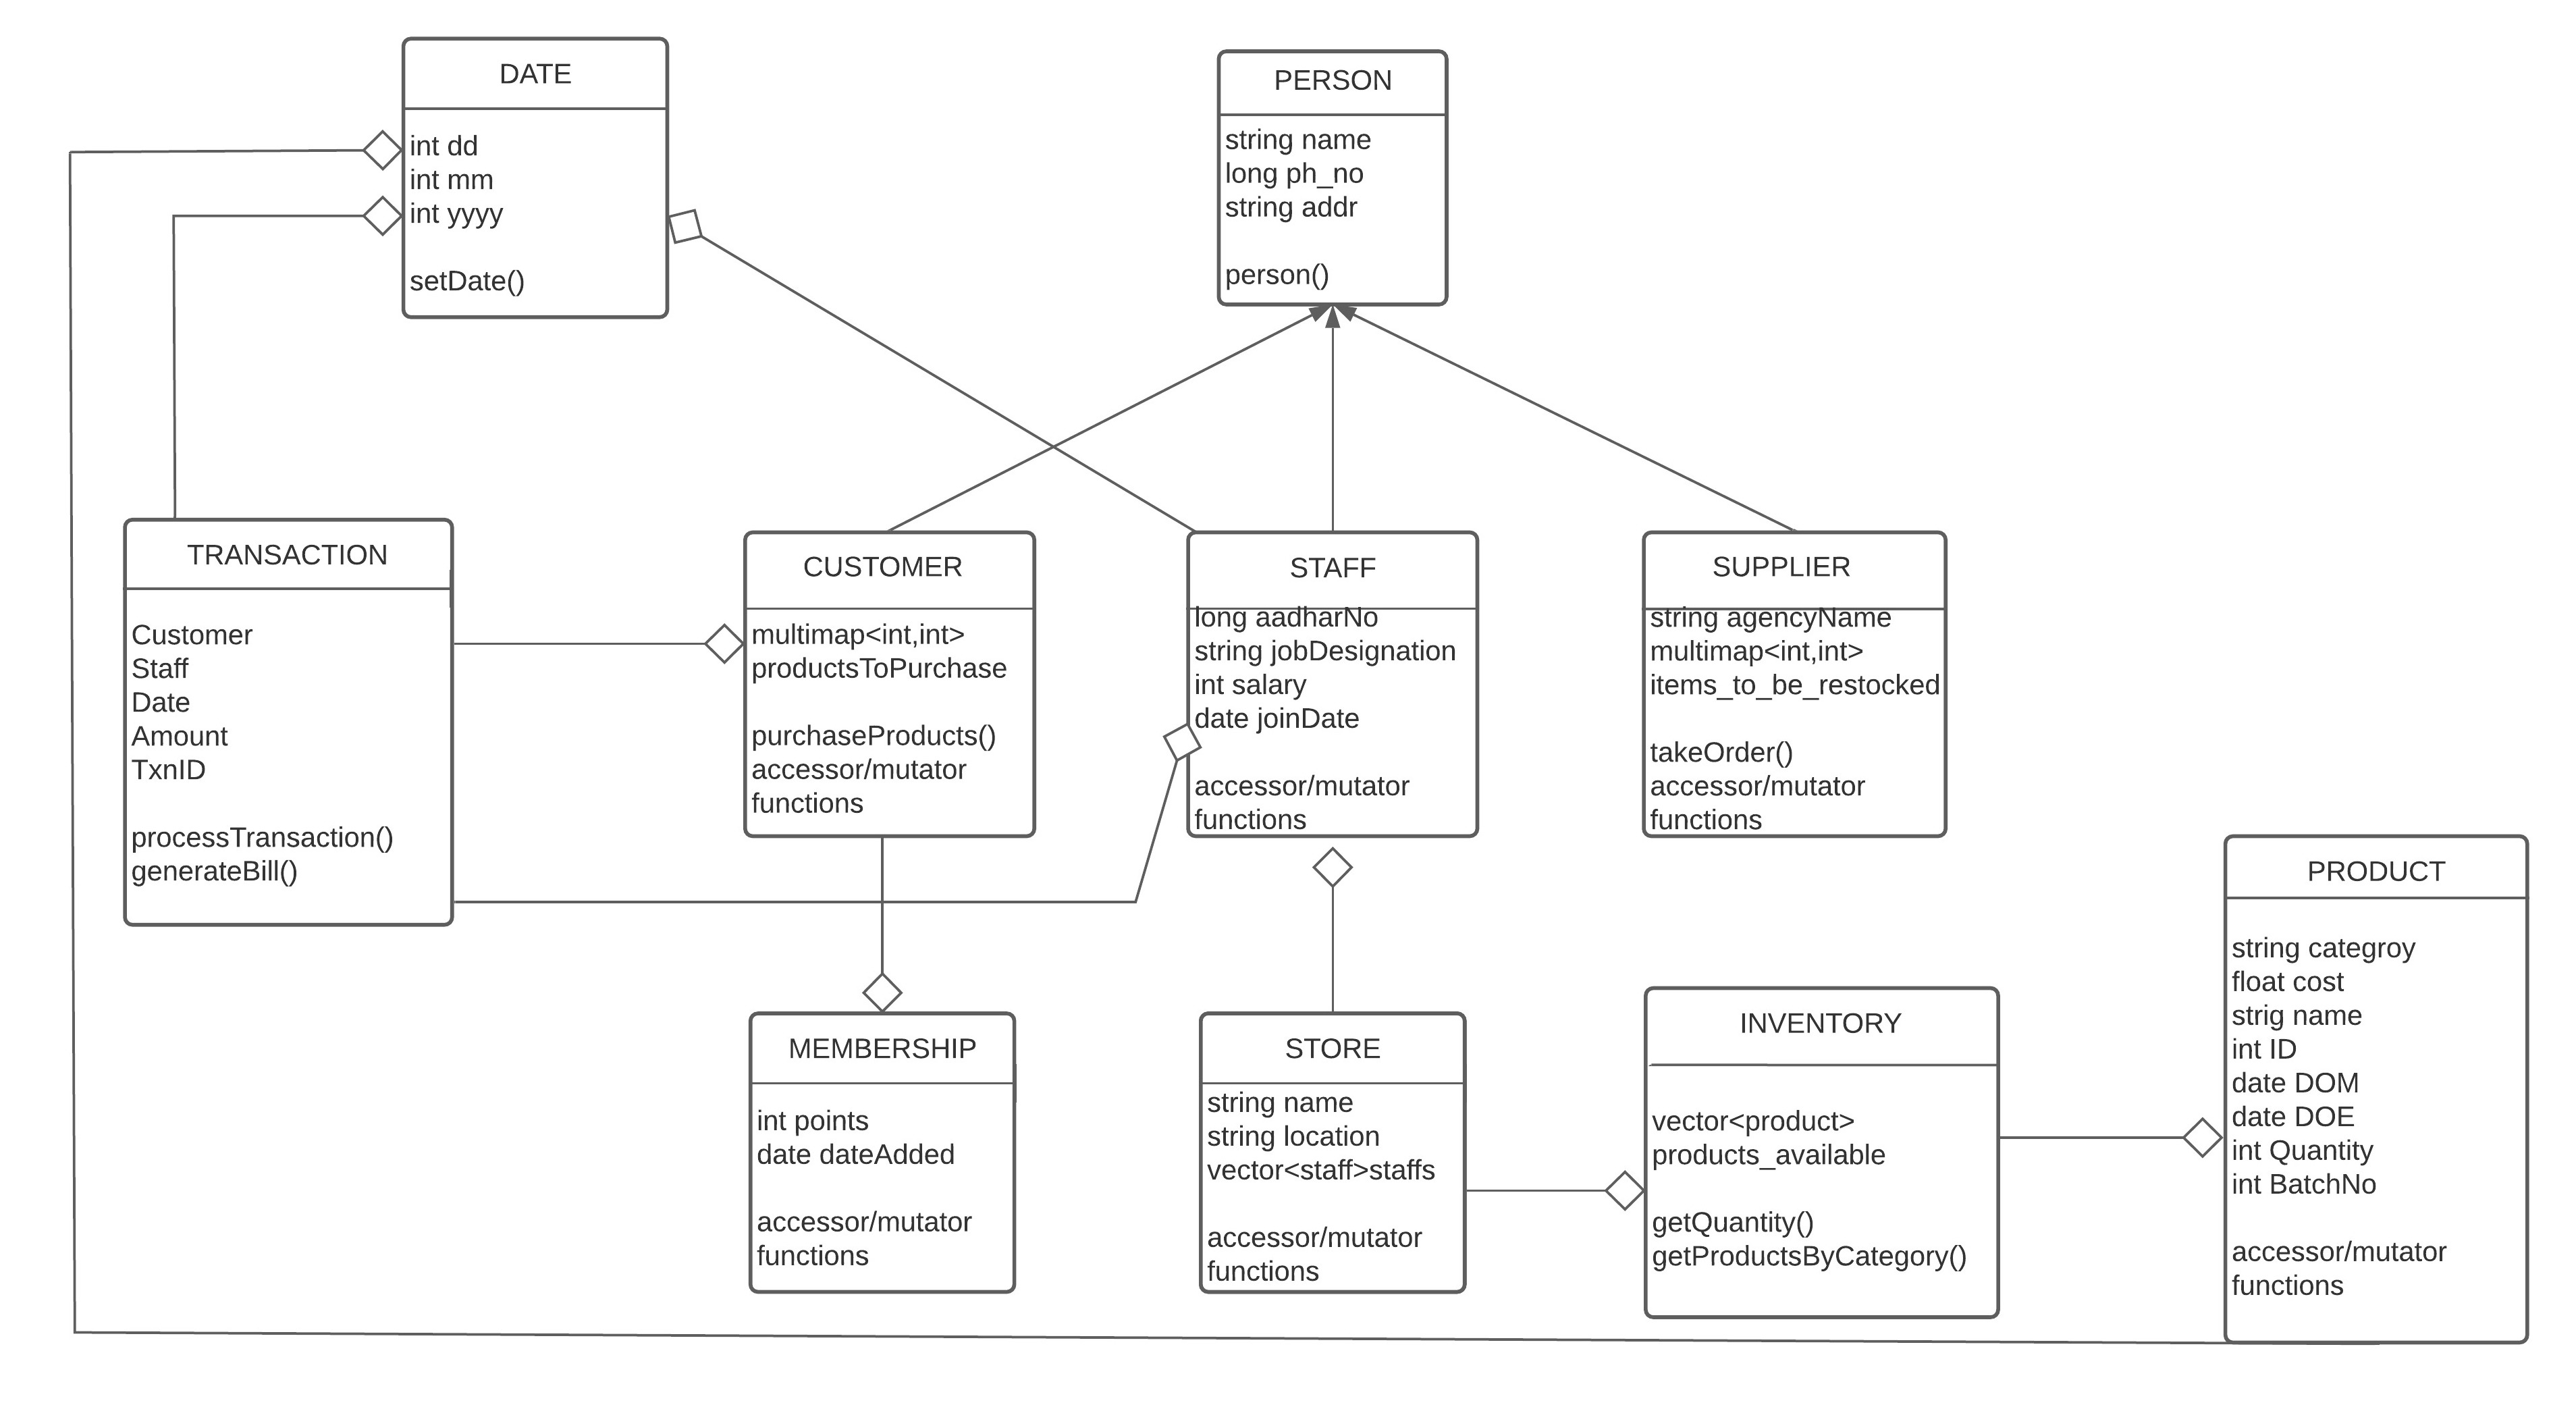 DATE
int dd
int mm
int yyyy
setDate()
PERSON
string name
long ph_no
string addr
person()
TRANSACTION
Customer
Staff
Date
Amount
TxnID
processTransaction()
generateBill()
CUSTOMER
multimap<int,int>
productsToPurchase
purchaseProducts()
accessor/mutator
functions
STAFF
long aadharNo
string jobDesignation
int salary
date joinDate
accessor/mutator
functions
SUPPLIER
string agencyName
multimap<int,int>
items_to_be_restocked
takeOrder()
accessor/mutator
functions
MEMBERSHIP
int points
date dateAdded
accessor/mutator
functions
STORE
string name
string location
vector<staff>staffs
accessor/mutator
functions
INVENTORY
vector<product>
products_available
getQuantity()
getProductsByCategory()
PRODUCT
string categroy
float cost
strig name
int ID
date DOM
date DOE
int Quantity
int BatchNo
accessor/mutator
functions